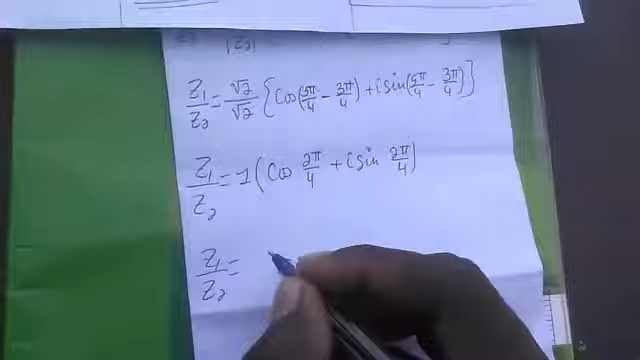 |Z₂|
Z₁/Z₂ = √2/√2 {Cos(5π/4 − 3π/4) + i sin(5π/4 − 3π/4)}
Z₁/Z₂ = 1 (Cos 2π/4 + i sin 2π/4)
Z₁/Z₂ =